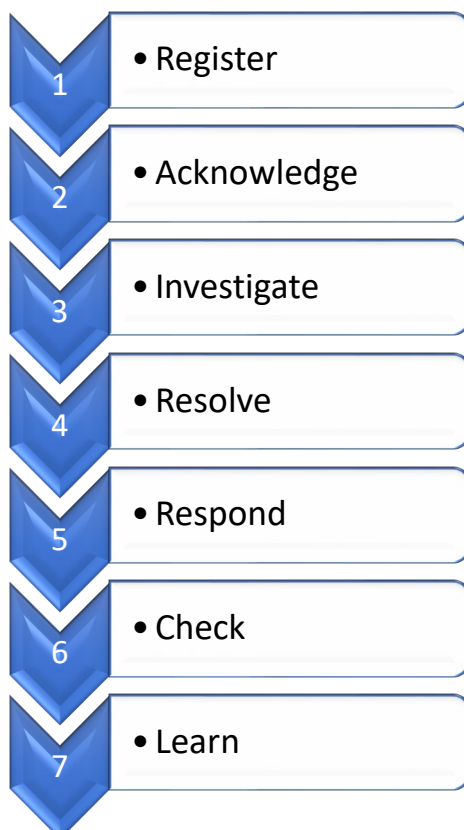 1 • Register
2 • Acknowledge
3 • Investigate
4 • Resolve
5 • Respond
6 • Check
7 • Learn